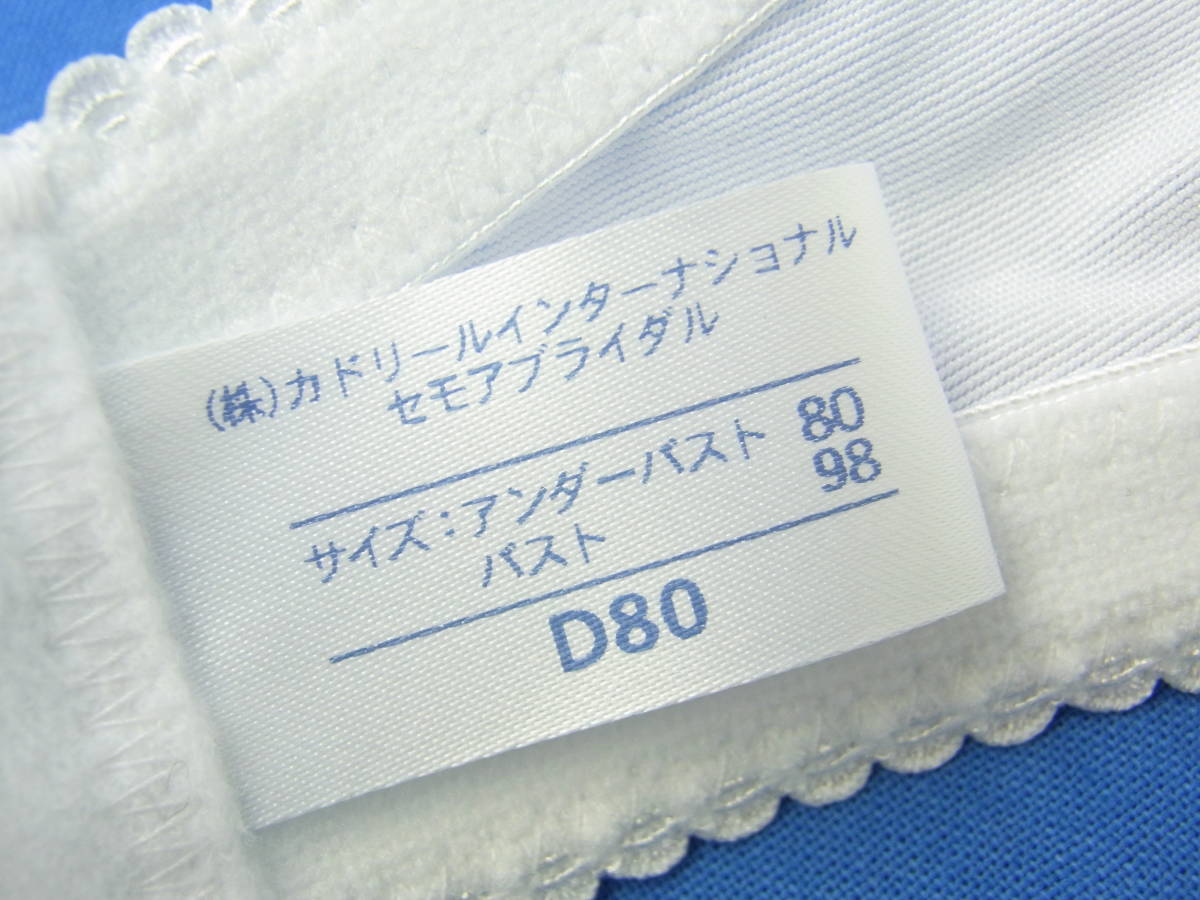 (株)カドリールインターナショナル
セモアブライダル
サイズ:アンダーバスト 80
バスト 98
D80